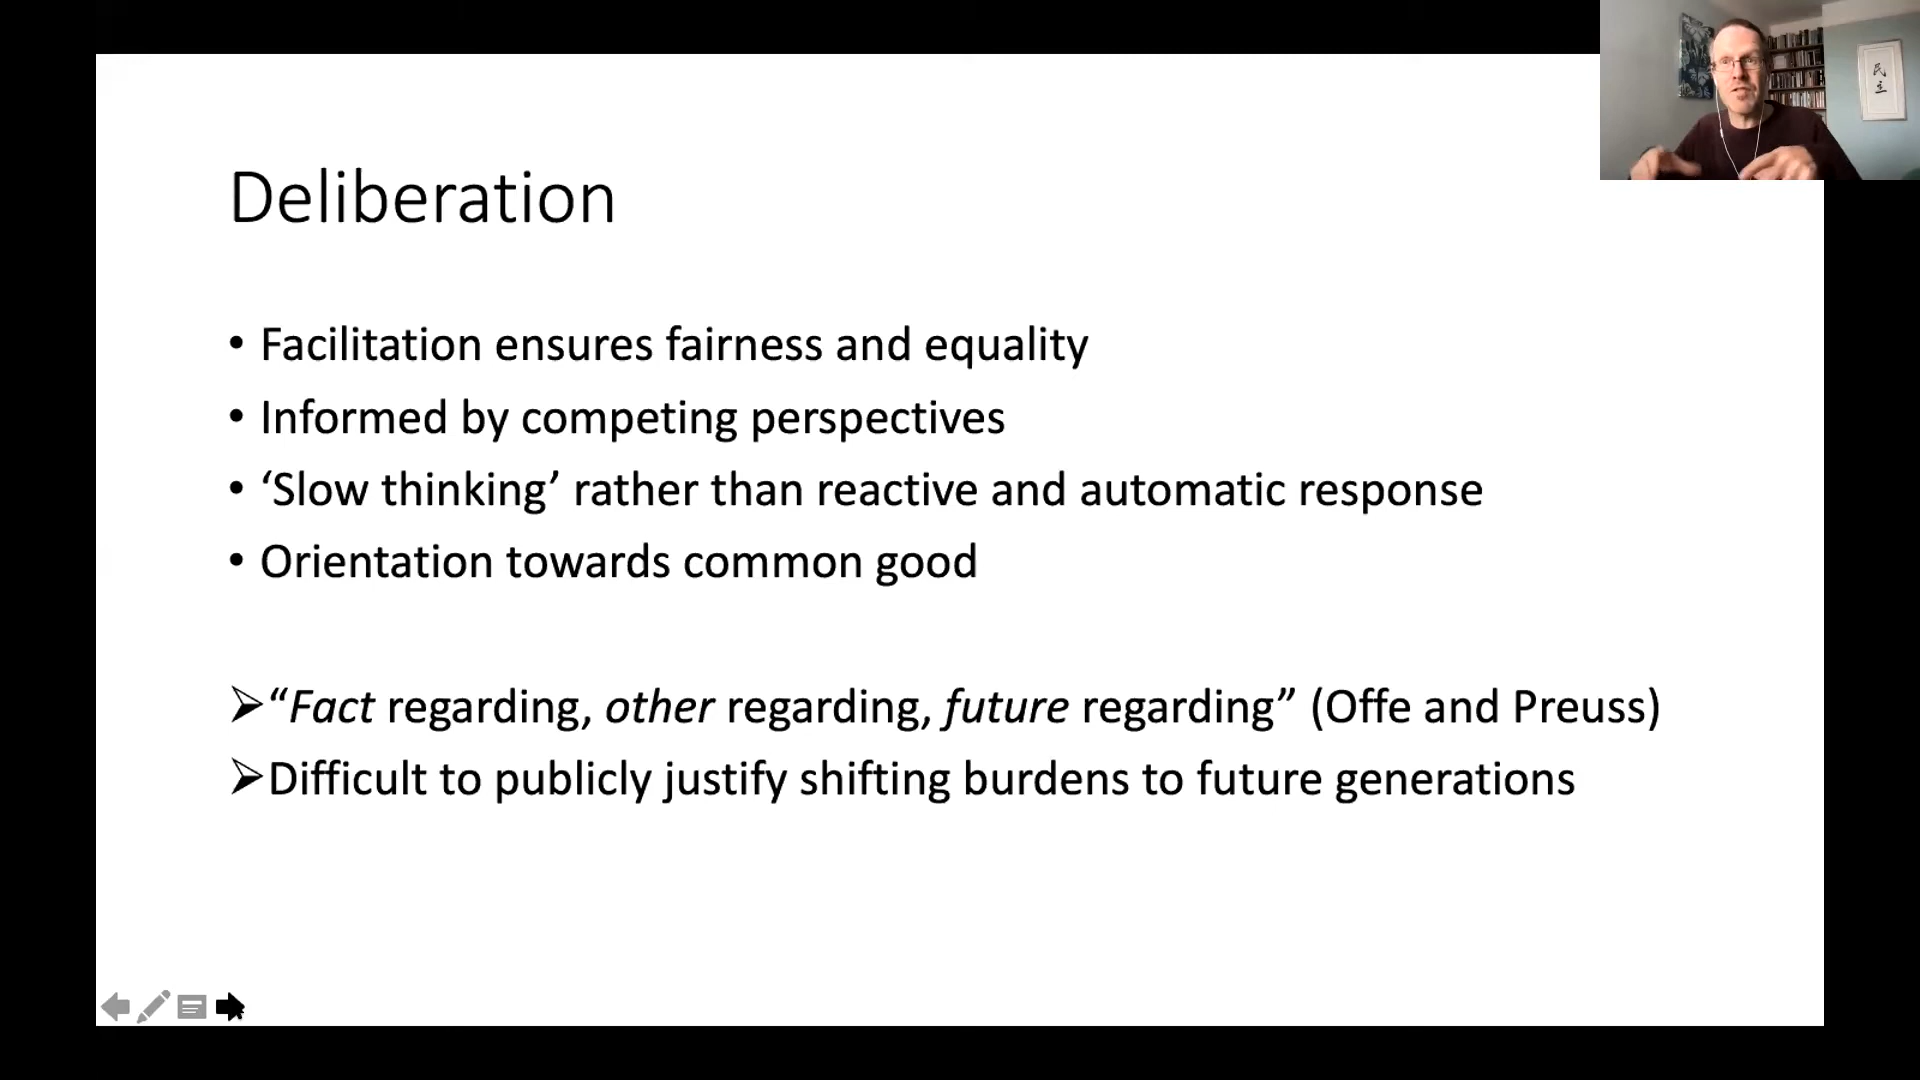 Deliberation
• Facilitation ensures fairness and equality
• Informed by competing perspectives
• ‘Slow thinking’ rather than reactive and automatic response
• Orientation towards common good
➢“Fact regarding, other regarding, future regarding” (Offe and Preuss)
➢Difficult to publicly justify shifting burdens to future generations
民
主